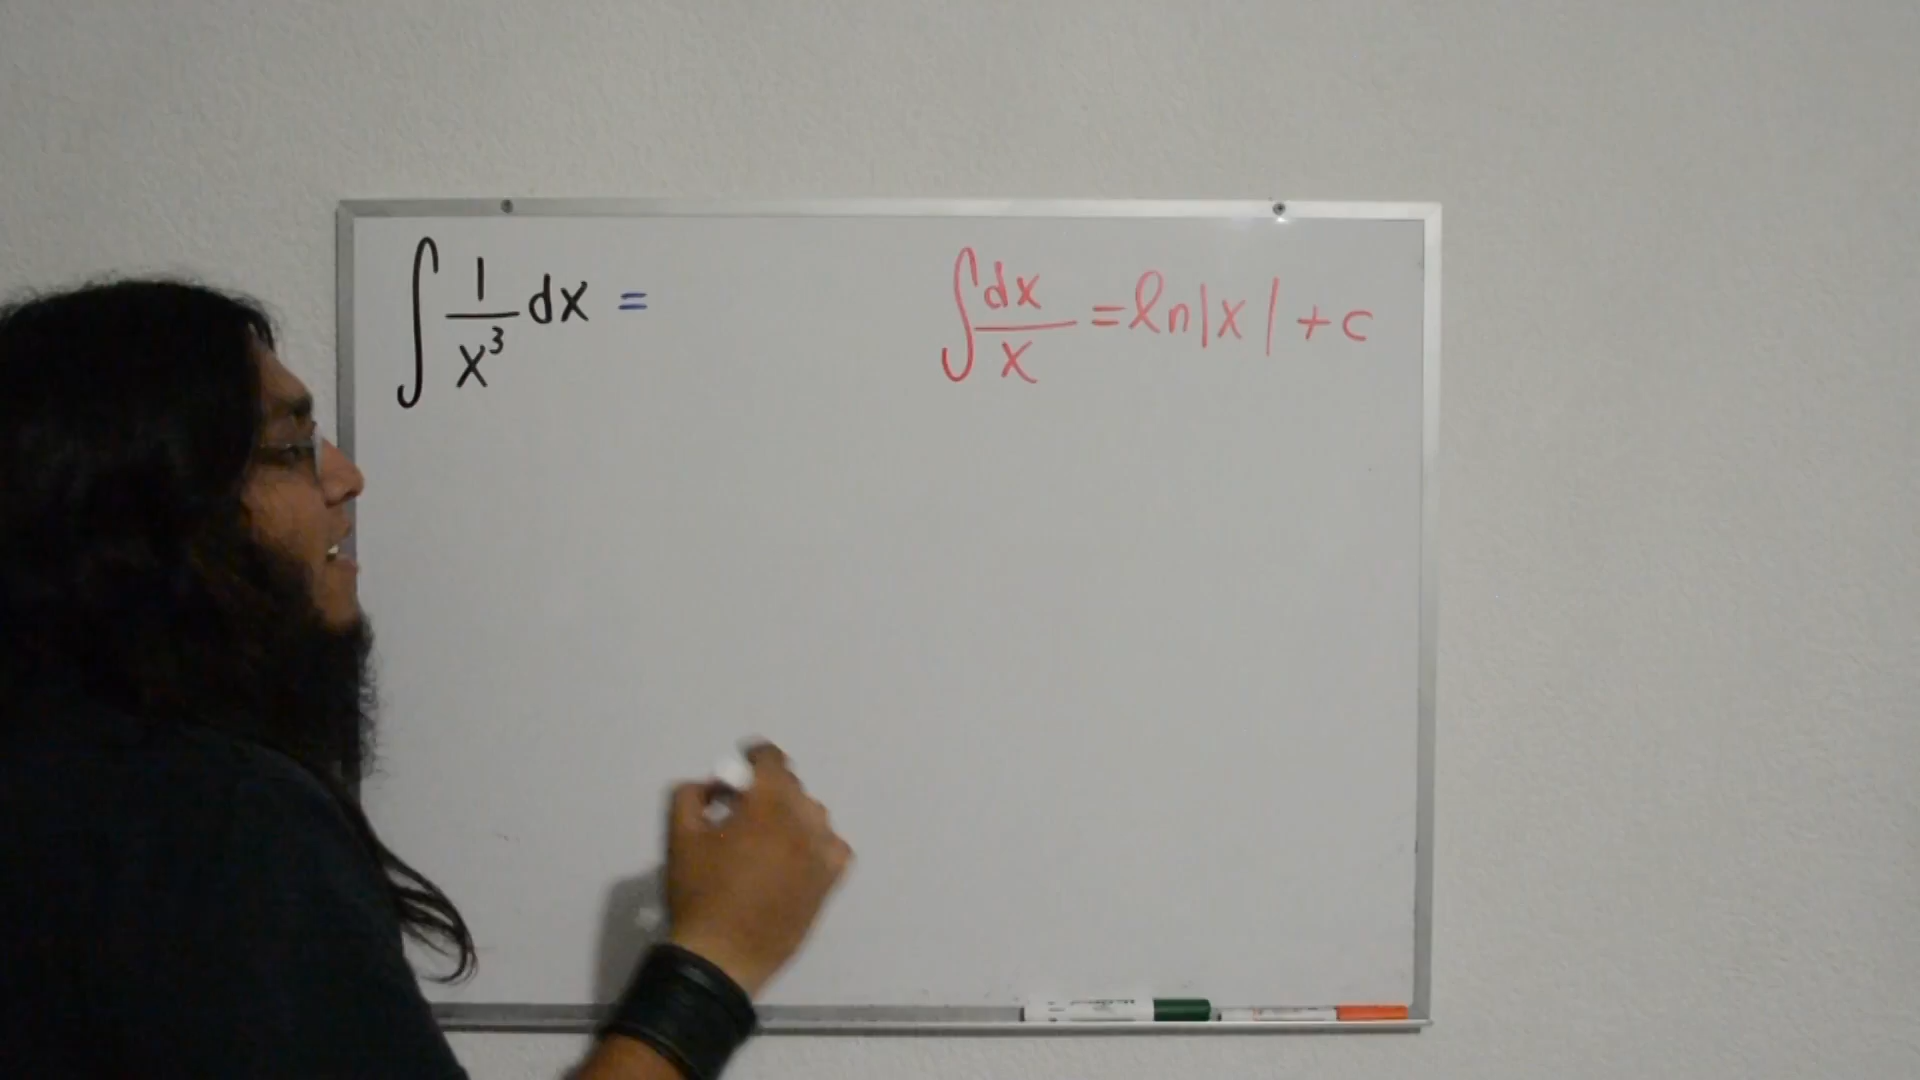 ∫ 1/x³ dx =
∫ dx/x = ln|x| + c